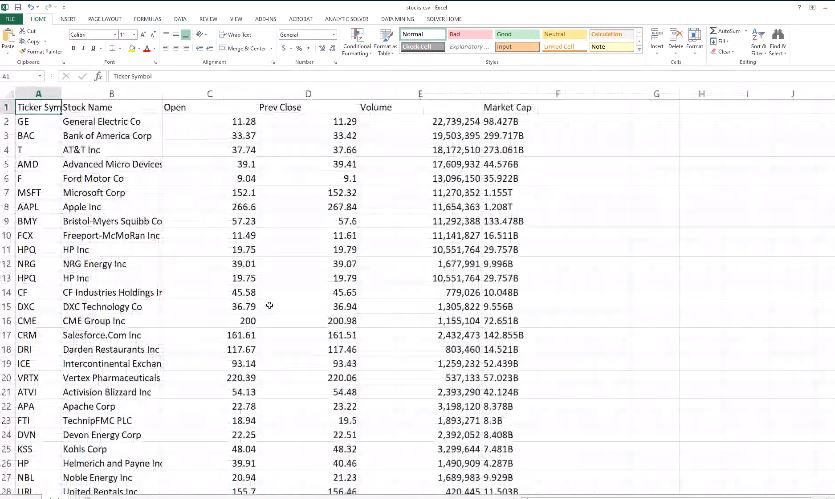 stocks.csv - Excel
FILE HOME INSERT PAGE LAYOUT FORMULAS DATA REVIEW VIEW ADD-INS ACROBAT ANALYTIC SOLVER DATA MINING SOLVER HOME
Cut
Copy
Paste
Format Painter
Calibri 11
Wrap Text
Merge & Center
General
Conditional Formatting
Format as Table
Normal Bad Good Neutral Calculation
Check Cell Explanatory ... Input Linked Cell Note
Insert Delete Format
AutoSum
Fill
Clear
Sort & Filter
Find & Select
Clipboard Font Alignment Number Styles Cells Editing
A1 Ticker Symbol
A B C D E F G H I J
1 Ticker Sym Stock Name Open Prev Close Volume Market Cap
2 GE General Electric Co 11.28 11.29 22,739,254 98.427B
3 BAC Bank of America Corp 33.37 33.42 19,503,395 299.717B
4 T AT&T Inc 37.74 37.66 18,172,510 273.061B
5 AMD Advanced Micro Devices 39.1 39.41 17,609,932 44.576B
6 F Ford Motor Co 9.04 9.1 13,096,150 35.922B
7 MSFT Microsoft Corp 152.1 152.32 11,270,352 1.155T
8 AAPL Apple Inc 266.6 267.84 11,654,363 1.208T
9 BMY Bristol-Myers Squibb Co 57.23 57.6 11,292,388 133.478B
10 FCX Freeport-McMoRan Inc 11.49 11.61 11,141,827 16.511B
11 HPQ HP Inc 19.75 19.79 10,551,764 29.757B
12 NRG NRG Energy Inc 39.01 39.07 1,677,991 9.996B
13 HPQ HP Inc 19.75 19.79 10,551,764 29.757B
14 CF CF Industries Holdings Ir 45.58 45.65 779,026 10.048B
15 DXC DXC Technology Co 36.79 36.94 1,305,822 9.556B
16 CME CME Group Inc 200 200.98 1,155,104 72.651B
17 CRM Salesforce.Com Inc 161.61 161.51 2,432,473 142.855B
18 DRI Darden Restaurants Inc 117.67 117.46 803,460 14.521B
19 ICE Intercontinental Exchan 93.14 93.43 1,259,232 52.439B
20 VRTX Vertex Pharmaceuticals 220.39 220.06 537,133 57.023B
21 ATVI Activision Blizzard Inc 54.13 54.48 2,393,290 42.124B
22 APA Apache Corp 22.78 23.22 3,198,120 8.378B
23 FTI TechnipFMC PLC 18.94 19.5 1,893,271 8.3B
24 DVN Devon Energy Corp 22.25 22.51 2,392,052 8.408B
25 KSS Kohls Corp 48.04 48.32 3,299,644 7.481B
26 HP Helmerich and Payne Inc 39.91 40.46 1,490,909 4.287B
27 NBL Noble Energy Inc 20.94 21.23 1,689,983 9.929B
28 URI United Rentals Inc 155.7 156.46 420,445 11.503B